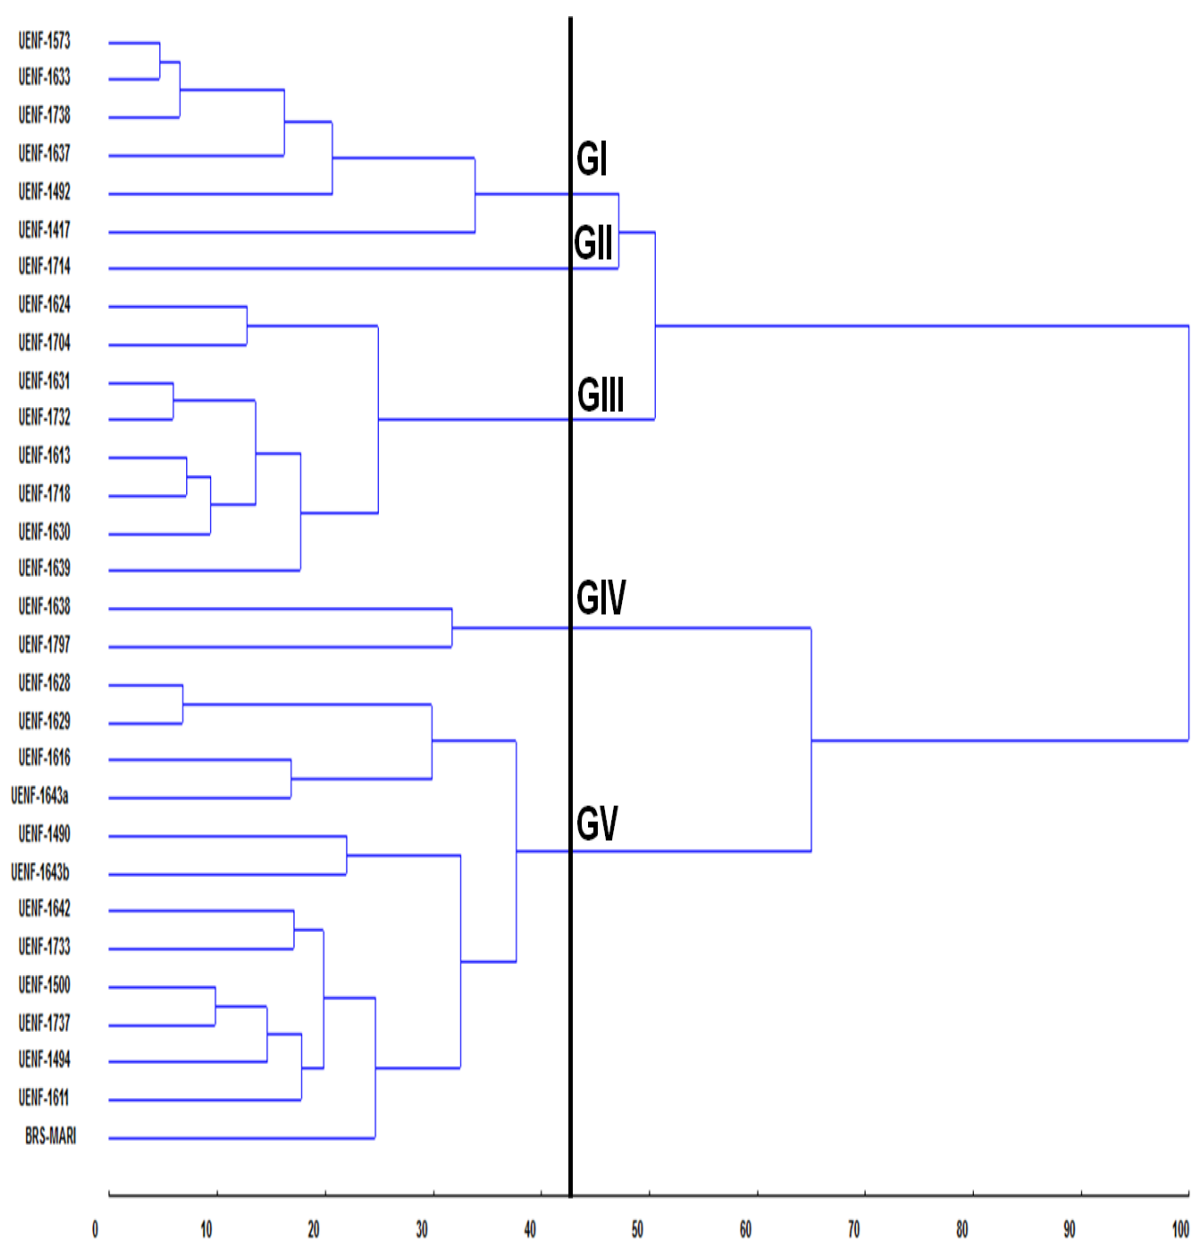 UENF-1573
UENF-1633
UENF-1738
UENF-1637
GI
UENF-1492
UENF-1417
GII
UENF-1714
UENF-1624
UENF-1704
UENF-1631
GIII
UENF-1732
UENF-1613
UENF-1718
UENF-1630
UENF-1639
GIV
UENF-1638
UENF-1797
UENF-1628
UENF-1629
UENF-1616
UENF-1643a
GV
UENF-1490
UENF-1643b
UENF-1642
UENF-1733
UENF-1500
UENF-1737
UENF-1494
UENF-1611
BRS-MARI
0 10 20 30 40 50 60 70 80 90 100